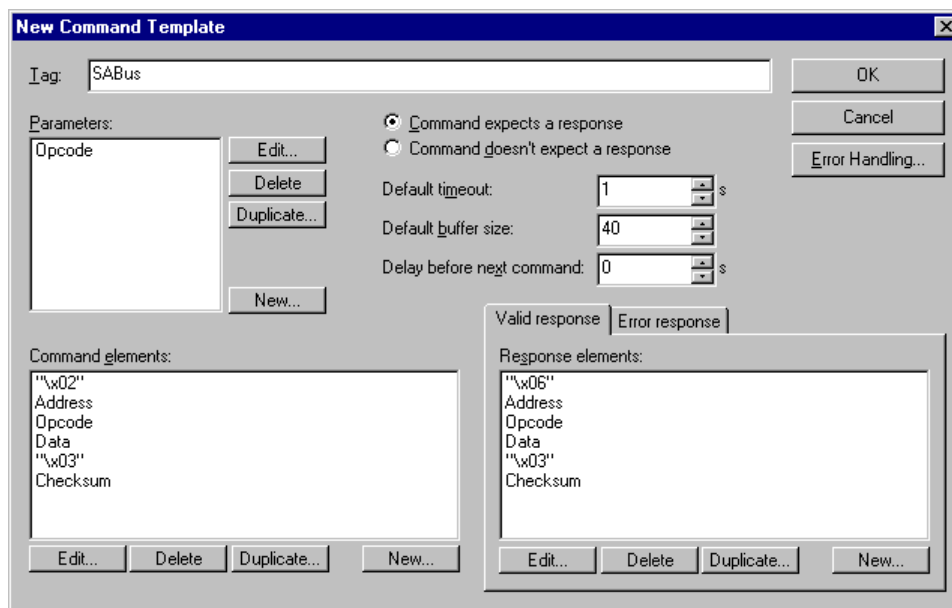 New Command Template
Tag: SABus
OK
Parameters:
Command expects a response
Cancel
Opcode
Edit...
Command doesn't expect a response
Error Handling...
Delete
Default timeout: 1 s
Duplicate...
Default buffer size: 40
Delay before next command: 0 s
New...
Valid response
Error response
Command elements:
"\x02"
Address
Opcode
Data
"\x03"
Checksum
Edit... Delete Duplicate... New...
Response elements:
"\x06"
Address
Opcode
Data
"\x03"
Checksum
Edit... Delete Duplicate... New...